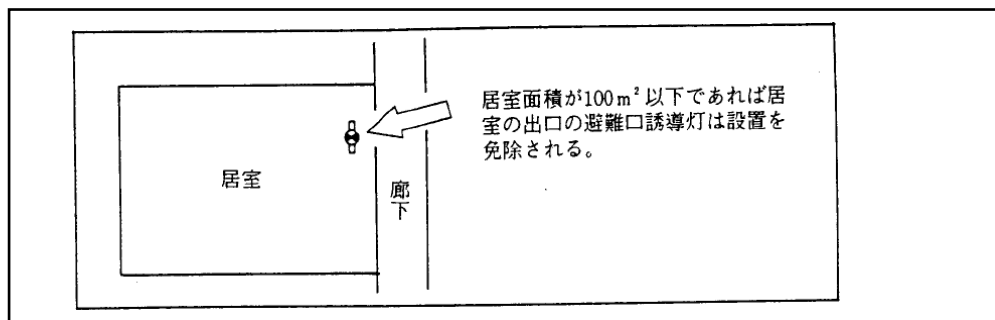 居室面積が100m²以下であれば居
室の出口の避難口誘導灯は設置を
免除される。
居室
廊下